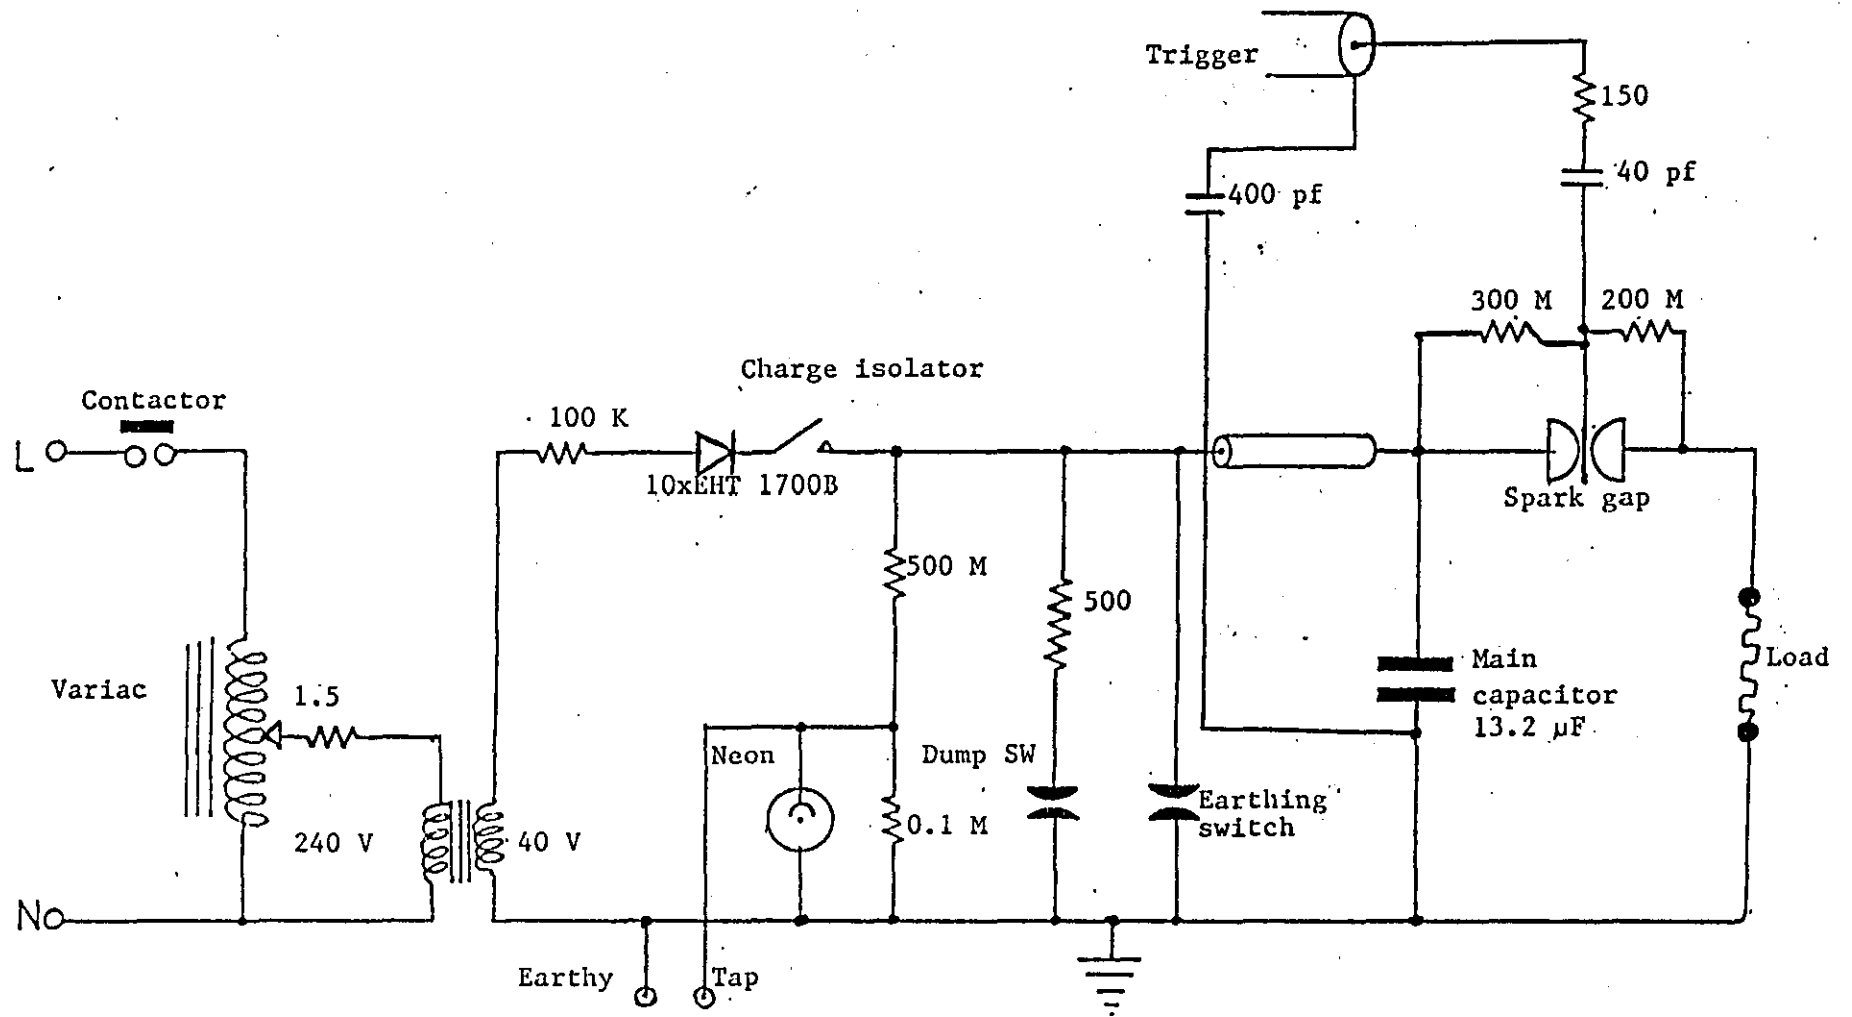 Trigger
150
40 pf
400 pf
300 M
200 M
Charge isolator
Contactor
100 K
L
10xEHT 1700B
Spark gap
500 M
500
Main
capacitor
13.2 µF
Load
Variac
1.5
Neon
Dump SW
Earthing
switch
0.1 M
240 V
40 V
N
Earthy
Tap